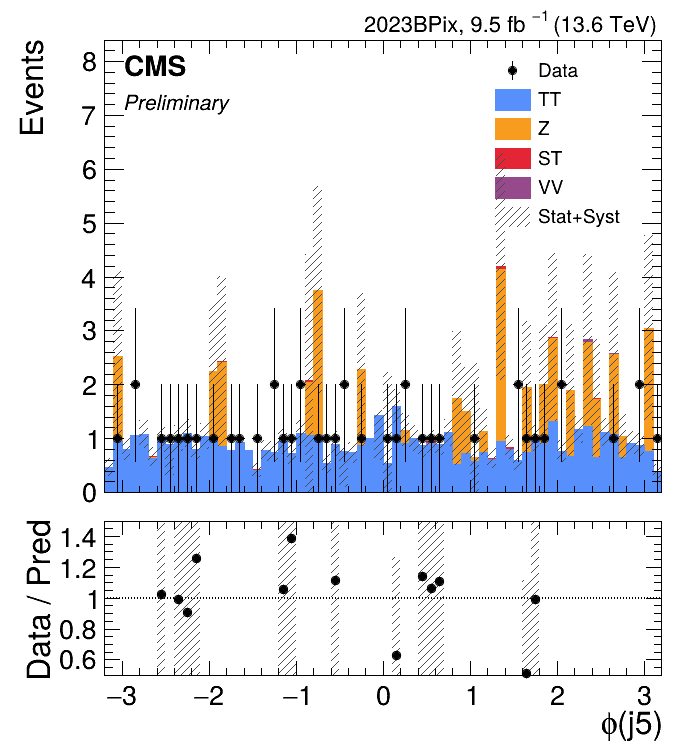 2023BPix, 9.5 fb⁻¹ (13.6 TeV)
Events
CMS
Preliminary
Data
TT
Z
ST
VV
Stat+Syst
8
7
6
5
4
3
2
1
0
Data / Pred
1.4
1.2
1
0.8
0.6
−3 −2 −1 0 1 2 3
ϕ(j5)